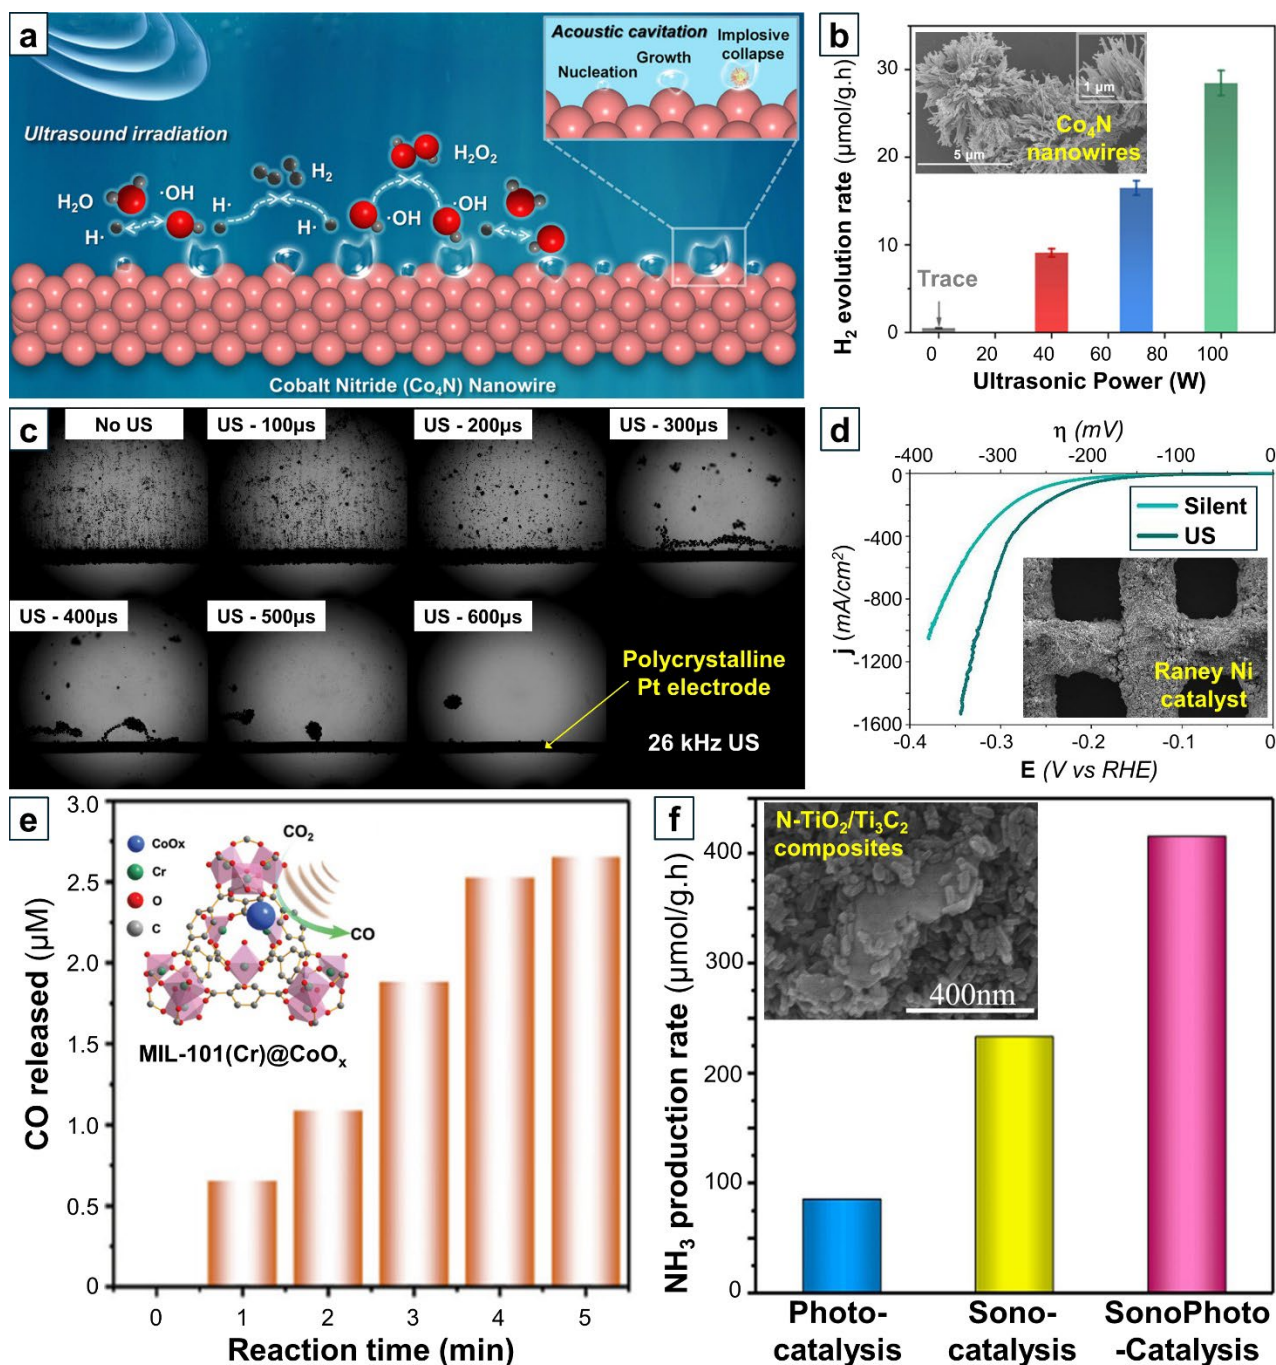 a
Acoustic cavitation
Implosive
collapse
Growth
Nucleation
Ultrasound irradiation
H₂O
·OH
H·
H₂
H·
H₂O₂
·OH
·OH
H·
Cobalt Nitride (Co₄N) Nanowire
b
H₂ evolution rate (µmol/g.h)
30
20
10
0
1 µm
5 µm
Co₄N
nanowires
Trace
0 20 40 60 80 100
Ultrasonic Power (W)
c
No US
US - 100µs
US - 200µs
US - 300µs
US - 400µs
US - 500µs
US - 600µs
Polycrystalline
Pt electrode
26 kHz US
d
η (mV)
-400 -300 -200 -100 0
Silent
US
j (mA/cm²)
0
-400
-800
-1200
-1600
Raney Ni
catalyst
-0.4 -0.3 -0.2 -0.1 0
E (V vs RHE)
e
CO released (µM)
3.0
2.5
2.0
1.5
1.0
0.5
0
CoOx
Cr
O
C
CO₂
CO
MIL-101(Cr)@CoOₓ
0 1 2 3 4 5
Reaction time (min)
f
NH₃ production rate (µmol/g.h)
400
300
200
100
0
N-TiO₂/Ti₃C₂
composites
400nm
Photo-
catalysis
Sono-
catalysis
SonoPhoto
-Catalysis